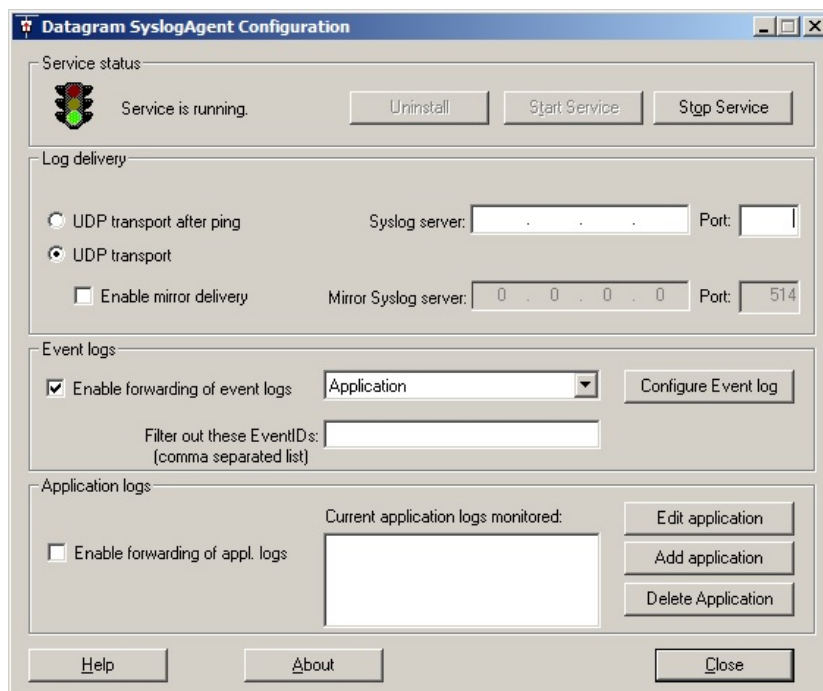 Datagram SyslogAgent Configuration
Service status
Service is running.
Uninstall
Start Service
Stop Service
Log delivery
UDP transport after ping
Syslog server: . . .
Port:
UDP transport
Enable mirror delivery
Mirror Syslog server: 0 . 0 . 0 . 0
Port: 514
Event logs
Enable forwarding of event logs
Application
Configure Event log
Filter out these EventIDs:
(comma separated list)
Application logs
Current application logs monitored:
Edit application
Enable forwarding of appl. logs
Add application
Delete Application
Help
About
Close